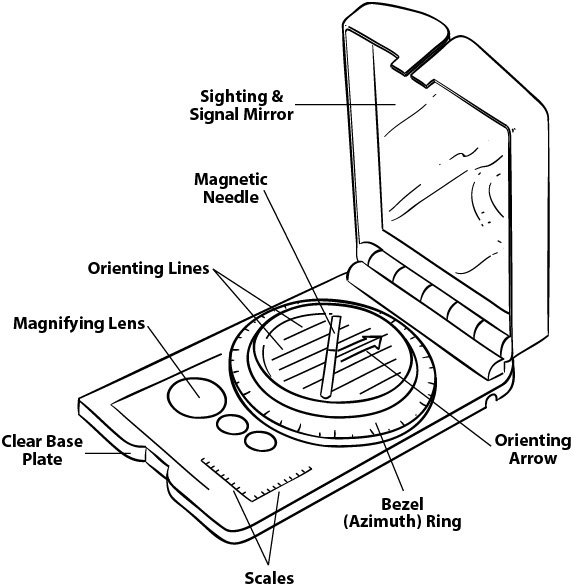 Sighting &
Signal Mirror
Magnetic
Needle
Orienting Lines
Magnifying Lens
Clear Base
Plate
Orienting
Arrow
Bezel
(Azimuth) Ring
Scales